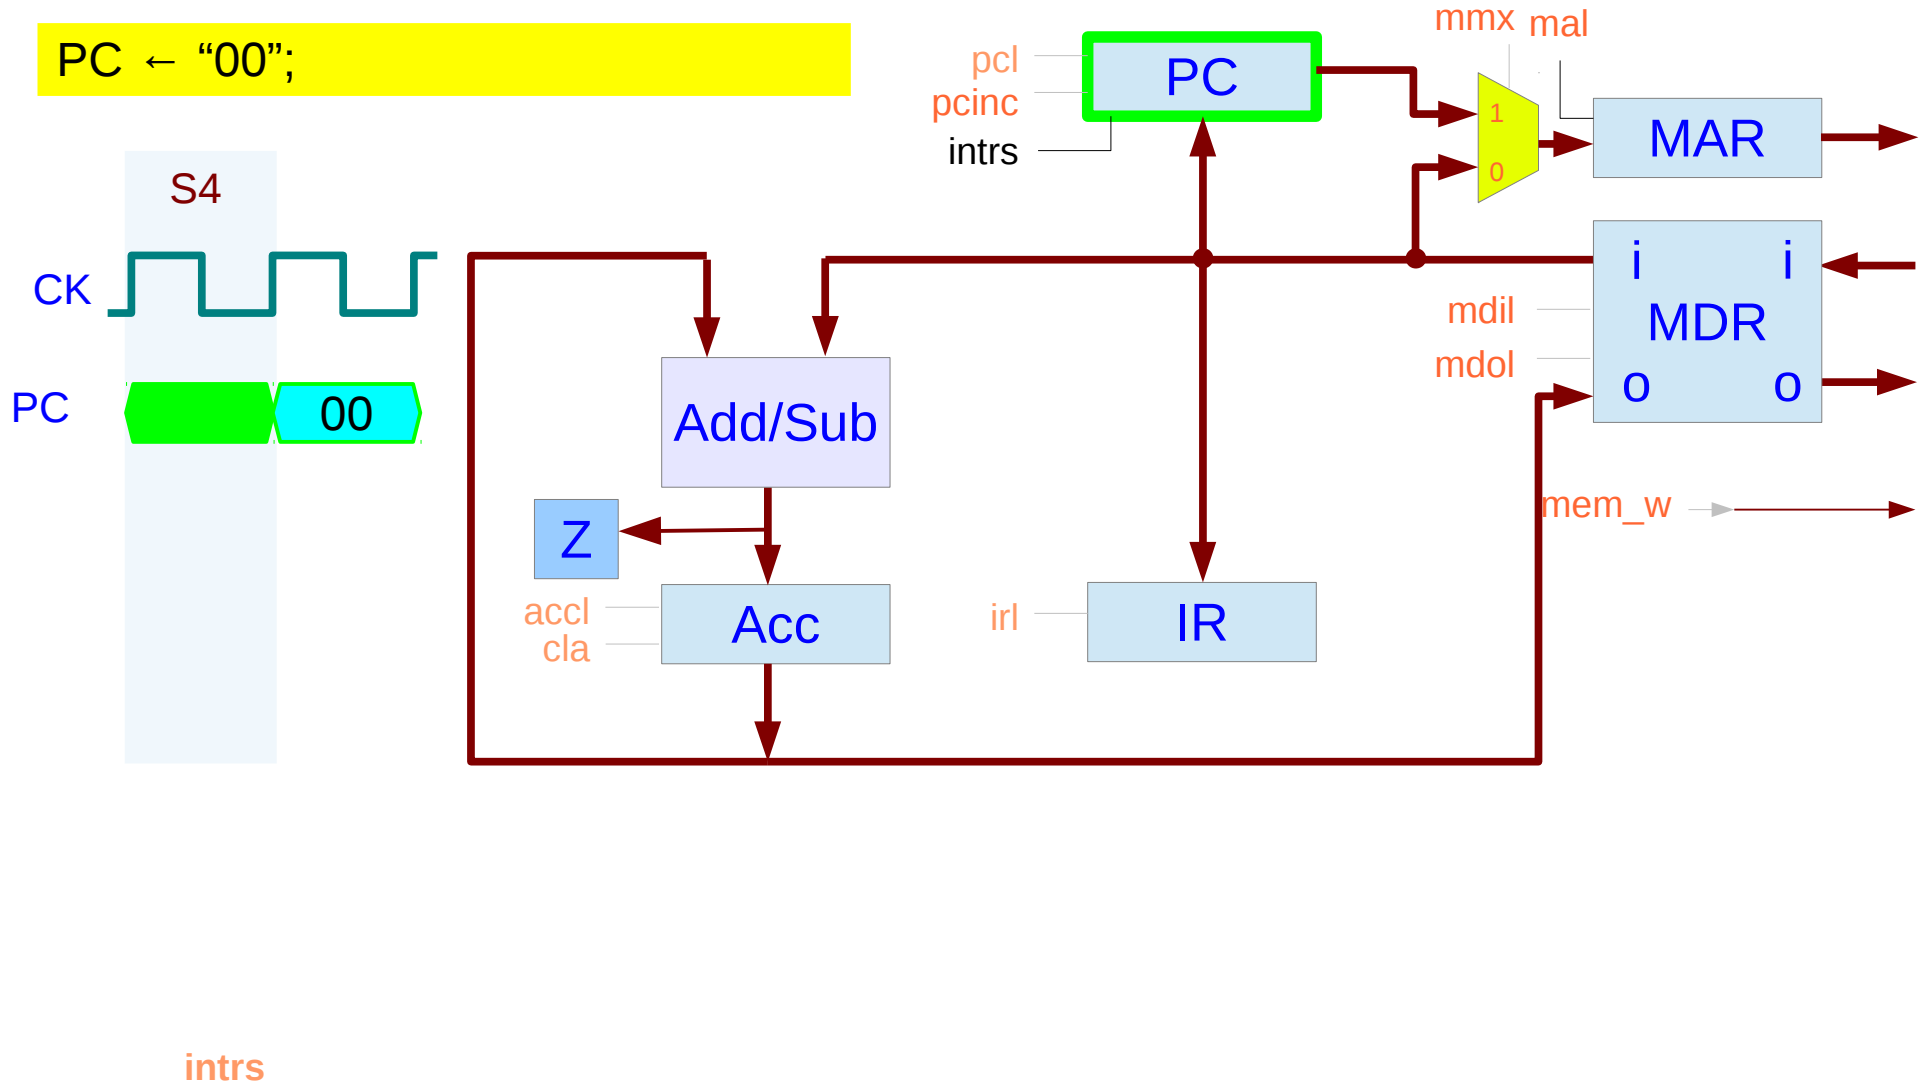 PC ← “00”;
mmx
mal
pcl
PC
pcinc
1
intrs
MAR
0
S4
CK
i
i
mdil
MDR
mdol
o
o
PC
00
Add/Sub
mem_w
Z
accl
Acc
cla
irl
IR
intrs